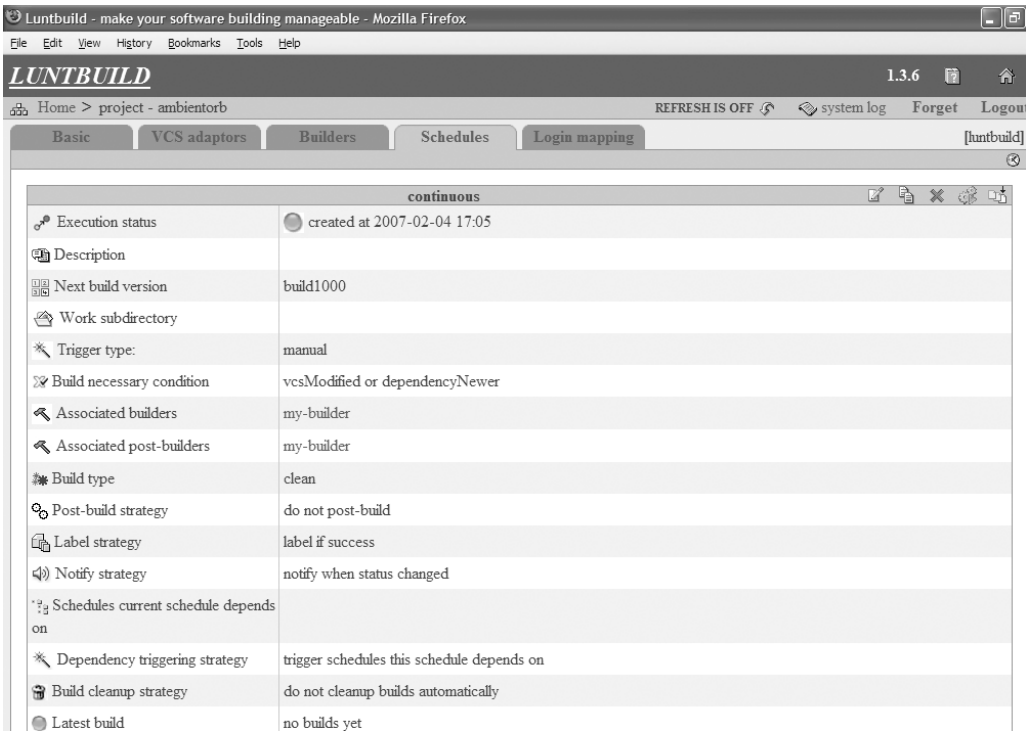 Luntbuild - make your software building manageable - Mozilla Firefox
File Edit View History Bookmarks Tools Help
LUNTBUILD 1.3.6
Home > project - ambientorb REFRESH IS OFF system log Forget Logout
Basic VCS adaptors Builders Schedules Login mapping [luntbuild]
continuous
Execution status created at 2007-02-04 17:05
Description
Next build version build1000
Work subdirectory
Trigger type: manual
Build necessary condition vcsModified or dependencyNewer
Associated builders my-builder
Associated post-builders my-builder
Build type clean
Post-build strategy do not post-build
Label strategy label if success
Notify strategy notify when status changed
Schedules current schedule depends
on
Dependency triggering strategy trigger schedules this schedule depends on
Build cleanup strategy do not cleanup builds automatically
Latest build no builds yet